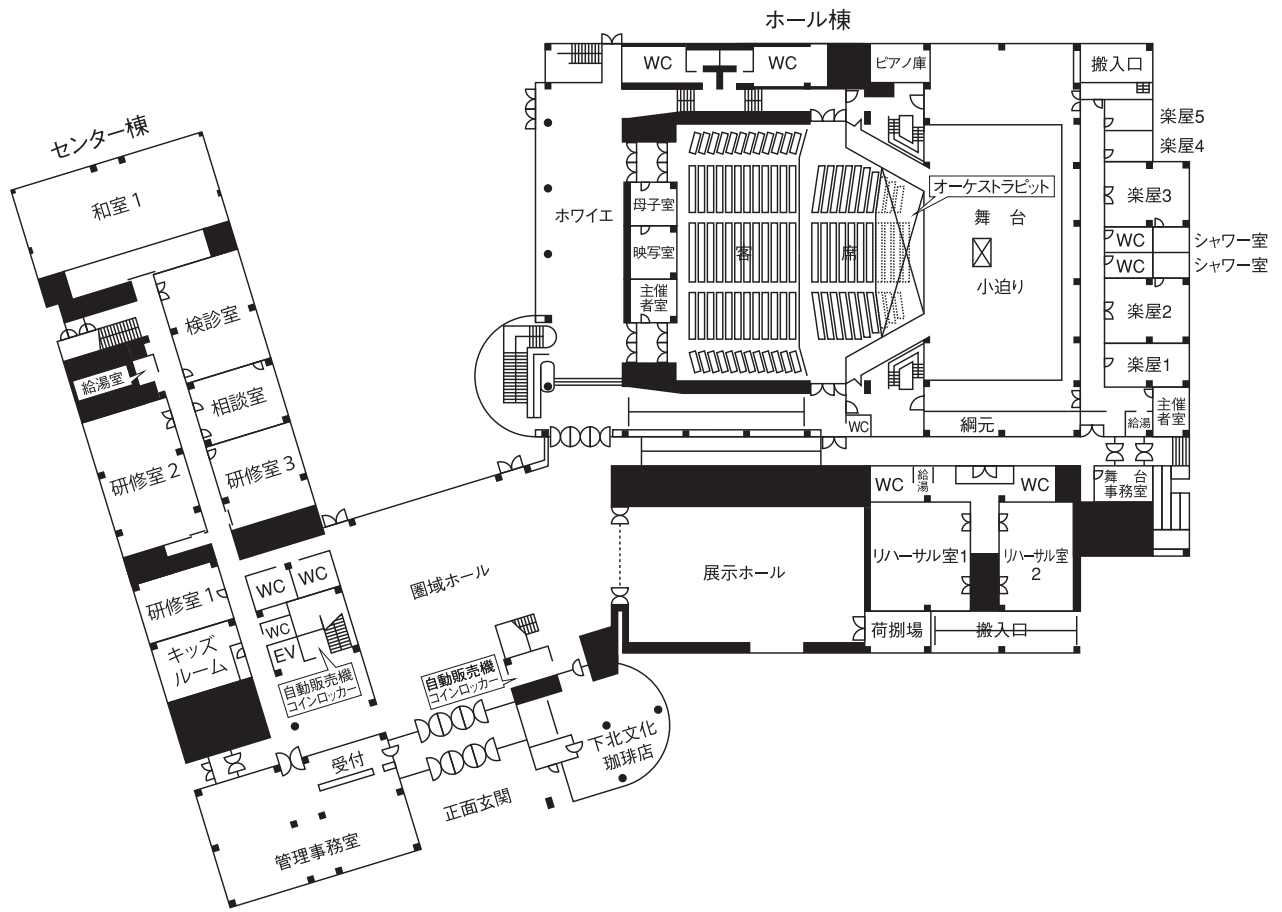 ホール棟
WC
WC
ピアノ庫
搬入口
楽屋5
楽屋4
楽屋3
WC
シャワー室
WC
シャワー室
楽屋2
楽屋1
主催
者室
給湯
オーケストラピット
舞台
小迫り
客席
ホワイエ
母子室
映写室
主催
者室
WC
綱元
舞台
事務室
WC
給
湯
WC
リハーサル室1
リハーサル室
2
荷捌場
搬入口
展示ホール
圏域ホール
センター棟
和室1
検診室
給湯室
相談室
研修室2
研修室3
研修室1
キッズ
ルーム
WC
WC
WC
EV
自動販売機
コインロッカー
自動販売機
コインロッカー
下北文化
珈琲店
受付
正面玄関
管理事務室